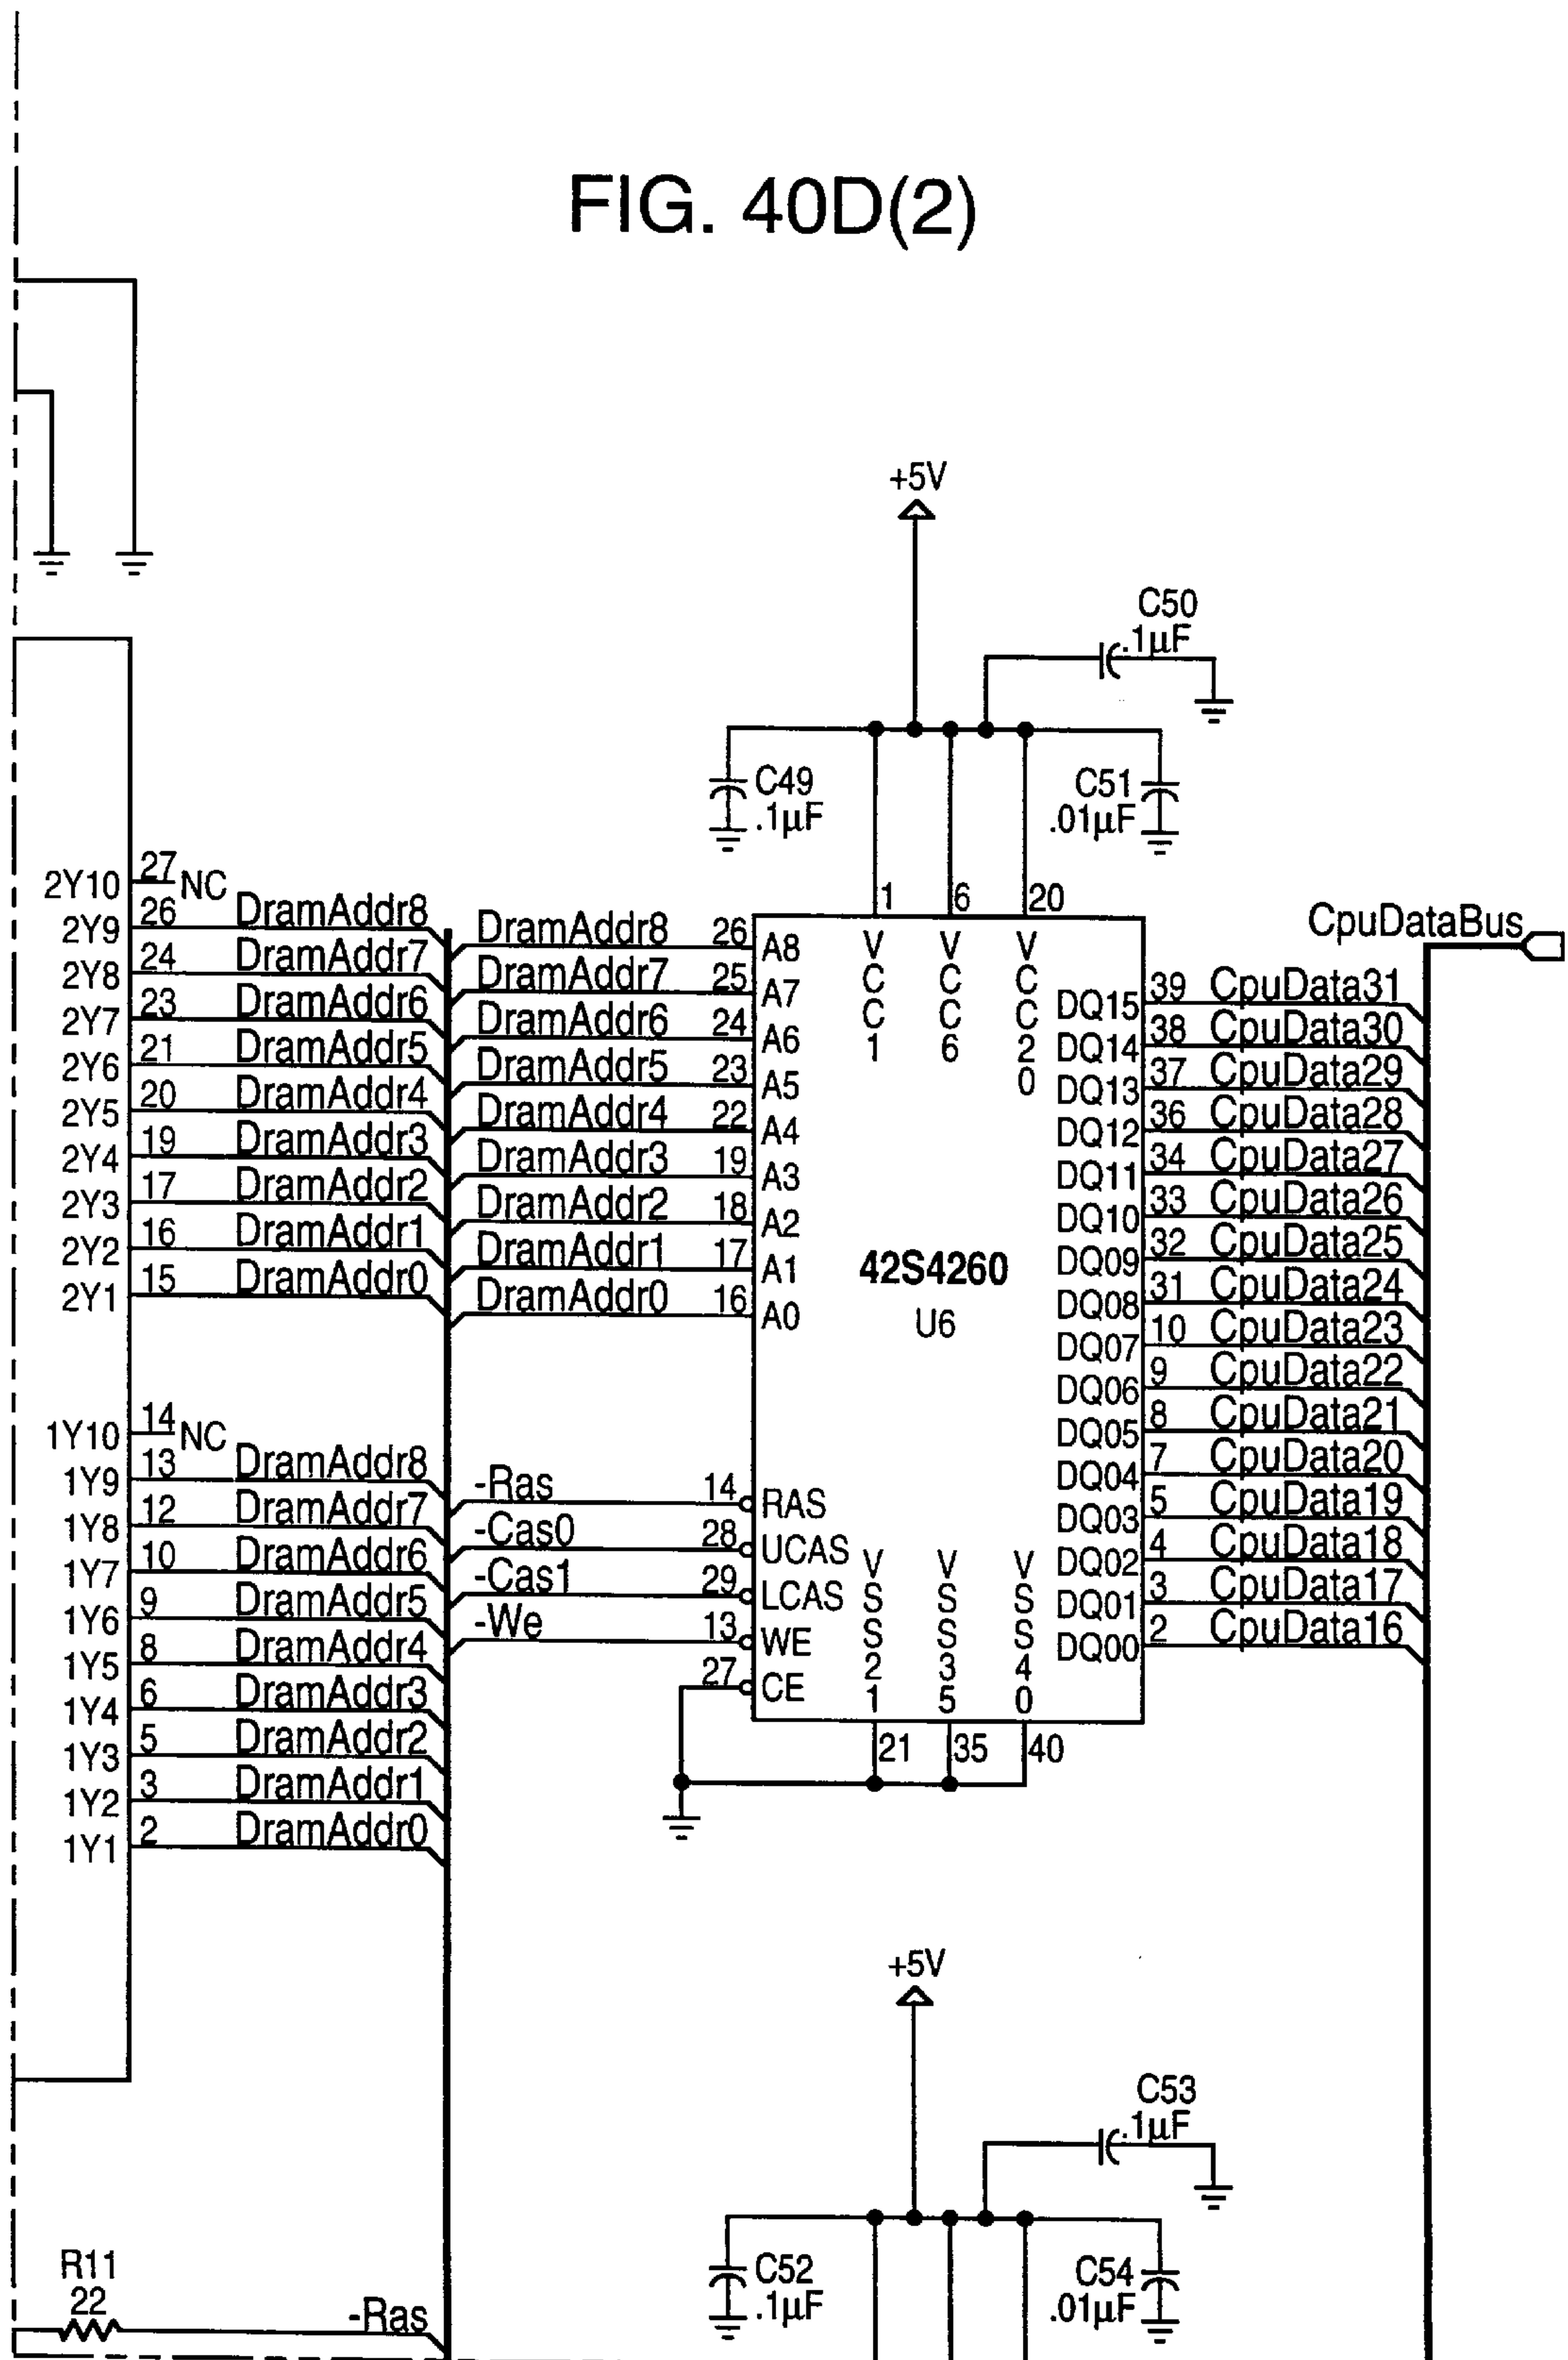 FIG. 40D(2)
+5V
C50
.1µF
C49
.1µF
C51
.01µF
1 6 20
2Y10 27 NC
2Y9 26 DramAddr8
2Y8 24 DramAddr7
2Y7 23 DramAddr6
2Y6 21 DramAddr5
2Y5 20 DramAddr4
2Y4 19 DramAddr3
2Y3 17 DramAddr2
2Y2 16 DramAddr1
2Y1 15 DramAddr0
1Y10 14 NC
1Y9 13 DramAddr8
1Y8 12 DramAddr7
1Y7 10 DramAddr6
1Y6 9 DramAddr5
1Y5 8 DramAddr4
1Y4 6 DramAddr3
1Y3 5 DramAddr2
1Y2 3 DramAddr1
1Y1 2 DramAddr0
DramAddr8 26 A8
DramAddr7 25 A7
DramAddr6 24 A6
DramAddr5 23 A5
DramAddr4 22 A4
DramAddr3 19 A3
DramAddr2 18 A2
DramAddr1 17 A1
DramAddr0 16 A0
-Ras 14 RAS
-Cas0 28 UCAS
-Cas1 29 LCAS
-We 13 WE
27 CE
VCC1 VCC6 VCC20
42S4260
U6
VSS21 VSS35 VSS40
21 35 40
CpuDataBus
DQ15 39 CpuData31
DQ14 38 CpuData30
DQ13 37 CpuData29
DQ12 36 CpuData28
DQ11 34 CpuData27
DQ10 33 CpuData26
DQ09 32 CpuData25
DQ08 31 CpuData24
DQ07 10 CpuData23
DQ06 9 CpuData22
DQ05 8 CpuData21
DQ04 7 CpuData20
DQ03 5 CpuData19
DQ02 4 CpuData18
DQ01 3 CpuData17
DQ00 2 CpuData16
+5V
C53
.1µF
C52
.1µF
C54
.01µF
R11
22
-Ras